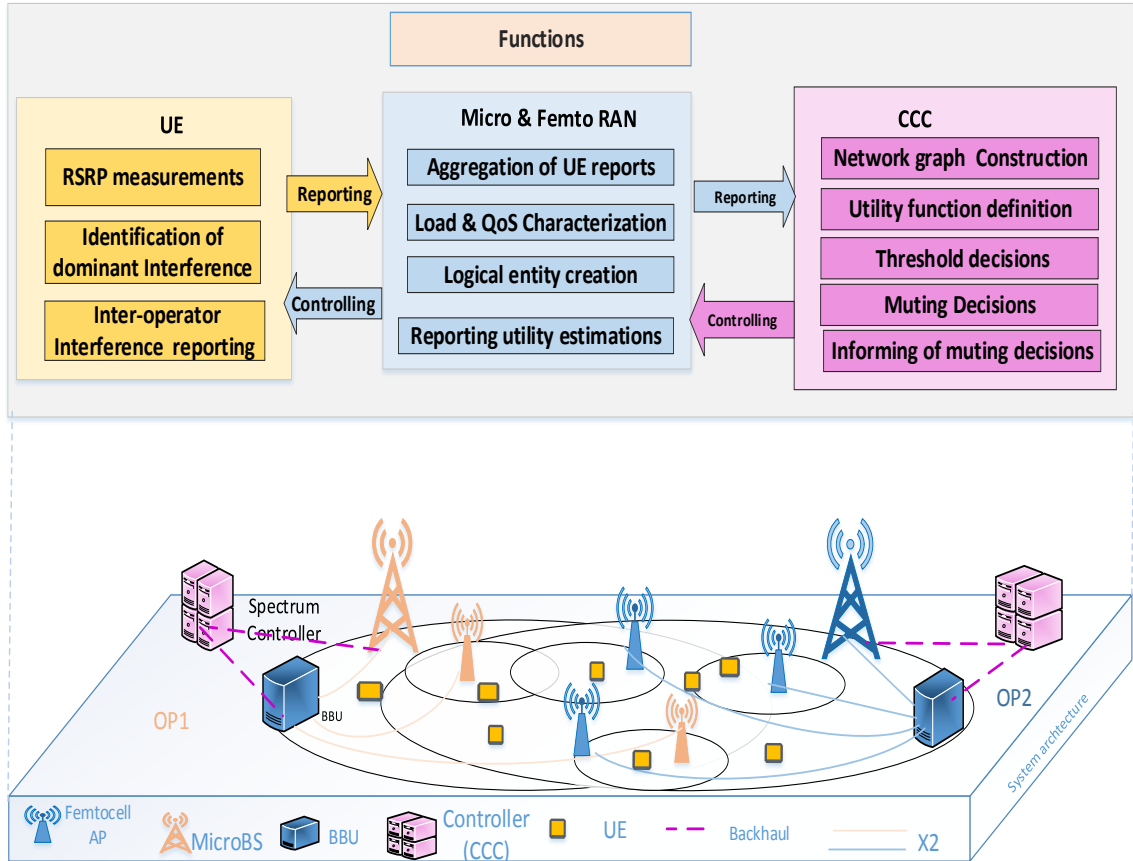 Functions
UE
RSRP measurements
Identification of
dominant Interference
Inter-operator
Interference reporting
Reporting
Controlling
Micro & Femto RAN
Aggregation of UE reports
Load & QoS Characterization
Logical entity creation
Reporting utility estimations
Reporting
Controlling
CCC
Network graph Construction
Utility function definition
Threshold decisions
Muting Decisions
Informing of muting decisions
Spectrum
Controller
BBU
OP1
OP2
System archtecture
Femtocell
AP
MicroBS
BBU
Controller
(CCC)
UE
Backhaul
X2